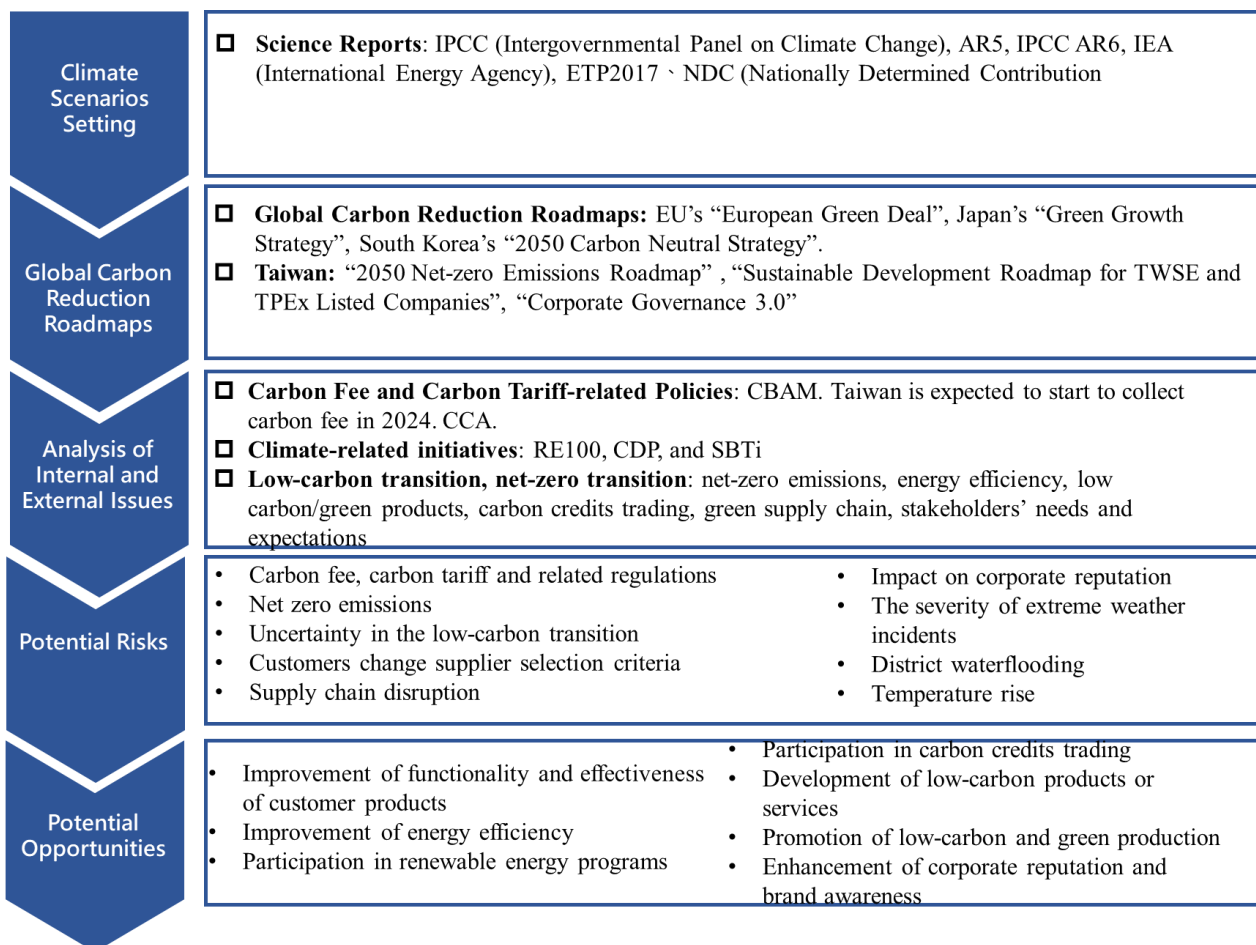 Climate
Scenarios
Setting
❑ Science Reports: IPCC (Intergovernmental Panel on Climate Change), AR5, IPCC AR6, IEA
(International Energy Agency), ETP2017、NDC (Nationally Determined Contribution
Global Carbon
Reduction
Roadmaps
❑ Global Carbon Reduction Roadmaps: EU’s “European Green Deal”, Japan’s “Green Growth
Strategy”, South Korea’s “2050 Carbon Neutral Strategy”.
❑ Taiwan: “2050 Net-zero Emissions Roadmap” , “Sustainable Development Roadmap for TWSE and
TPEx Listed Companies”, “Corporate Governance 3.0”
Analysis of
Internal and
External Issues
❑ Carbon Fee and Carbon Tariff-related Policies: CBAM. Taiwan is expected to start to collect
carbon fee in 2024. CCA.
❑ Climate-related initiatives: RE100, CDP, and SBTi
❑ Low-carbon transition, net-zero transition: net-zero emissions, energy efficiency, low
carbon/green products, carbon credits trading, green supply chain, stakeholders’ needs and
expectations
Potential Risks
• Carbon fee, carbon tariff and related regulations
• Net zero emissions
• Uncertainty in the low-carbon transition
• Customers change supplier selection criteria
• Supply chain disruption
• Impact on corporate reputation
• The severity of extreme weather
incidents
• District waterflooding
• Temperature rise
Potential
Opportunities
• Improvement of functionality and effectiveness
of customer products
• Improvement of energy efficiency
• Participation in renewable energy programs
• Participation in carbon credits trading
• Development of low-carbon products or
services
• Promotion of low-carbon and green production
• Enhancement of corporate reputation and
brand awareness